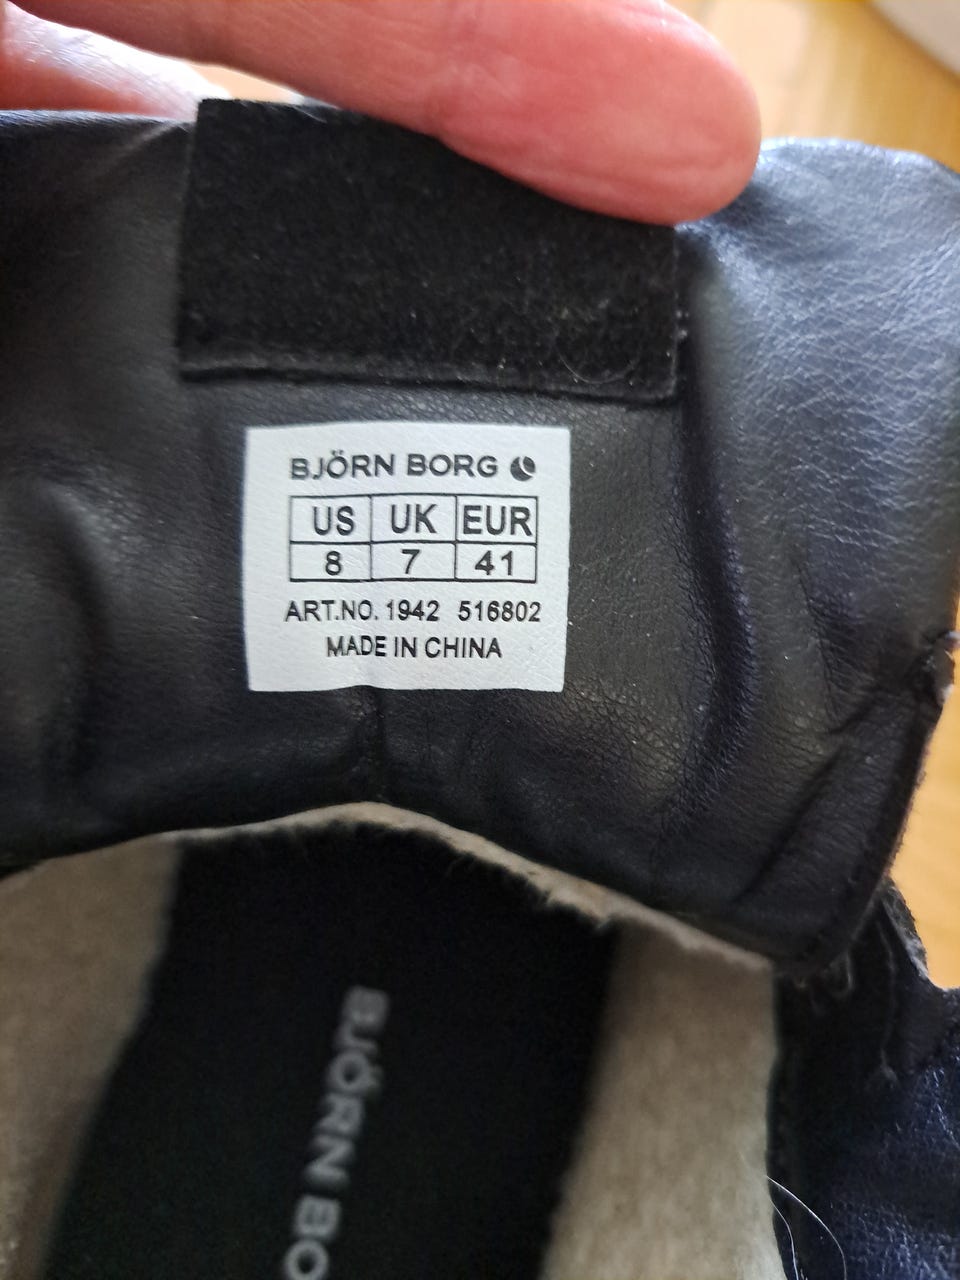 BJÖRN BORG
US UK EUR
8 7 41
ART.NO. 1942 516802
MADE IN CHINA
BJÖRN BO